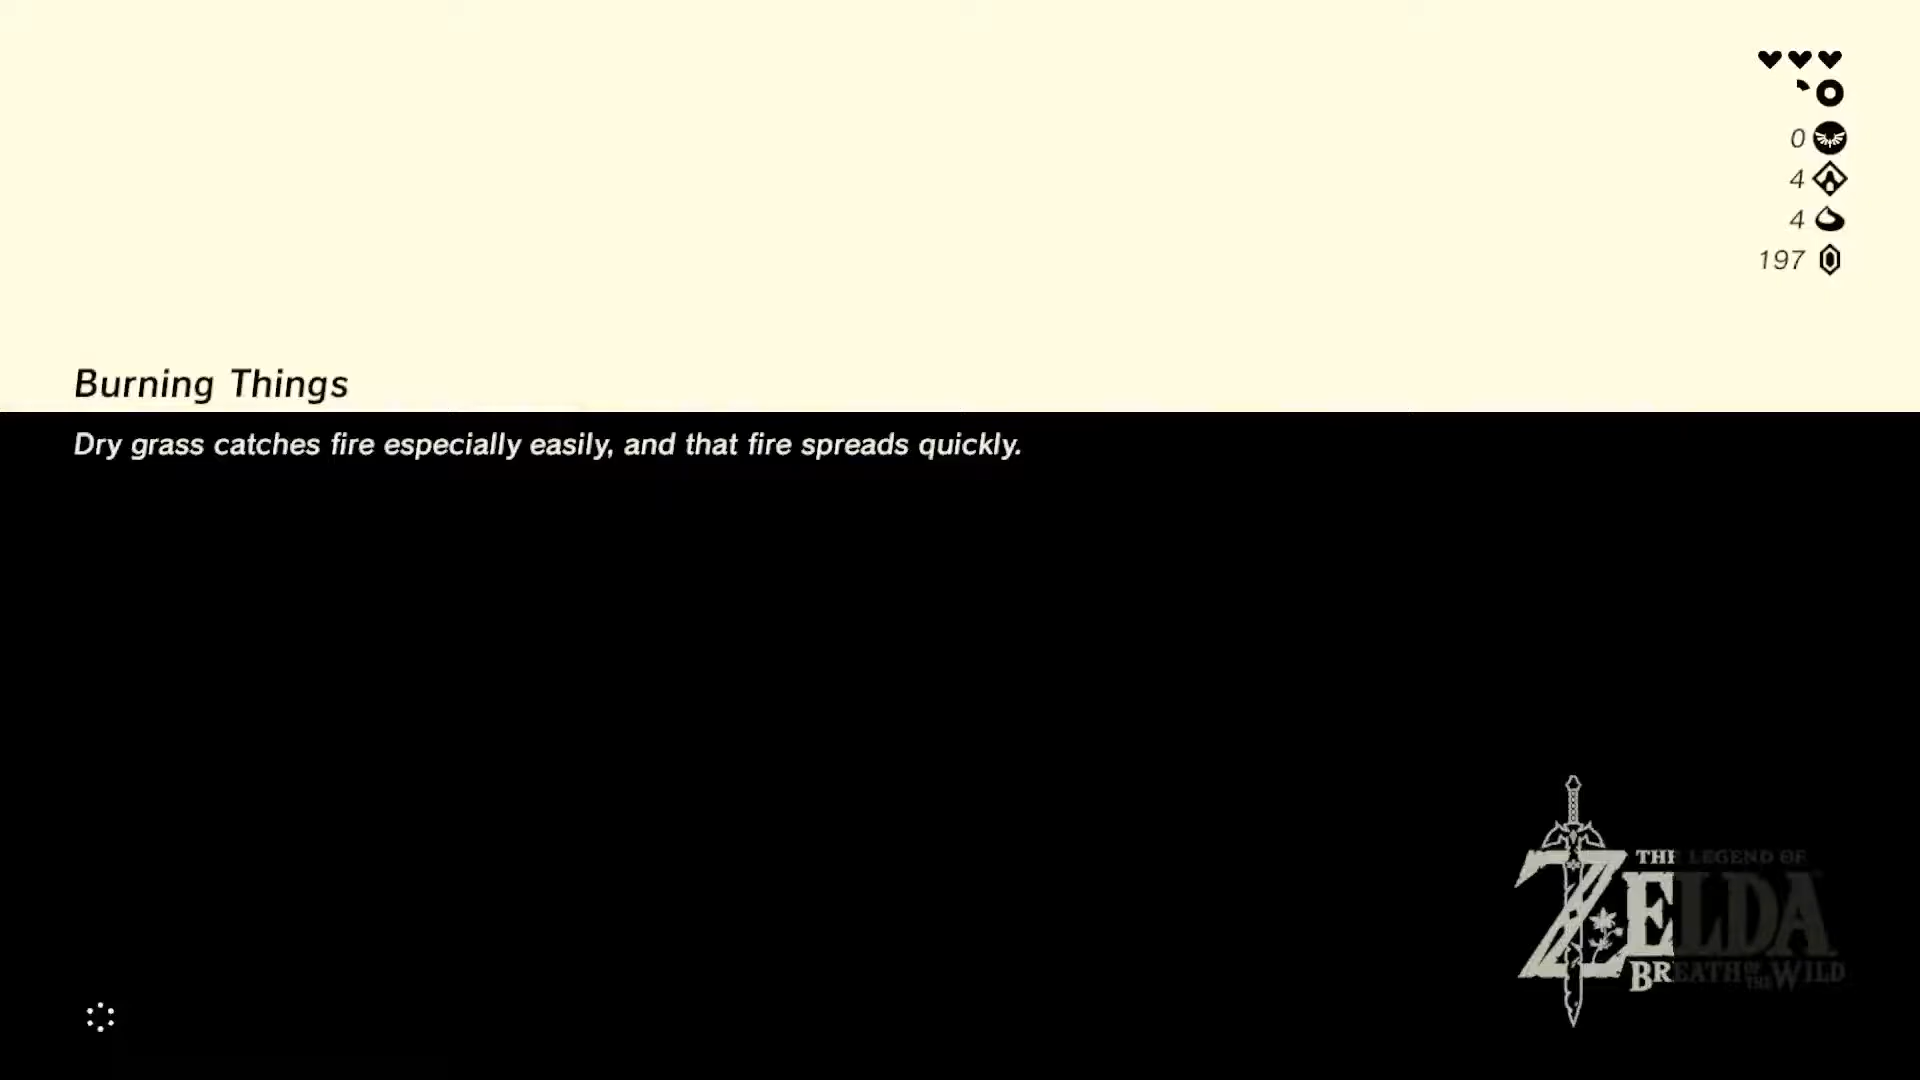 0
4
4
197
Burning Things
Dry grass catches fire especially easily, and that fire spreads quickly.
THE LEGEND OF
ZELDA
BREATH OF THE WILD